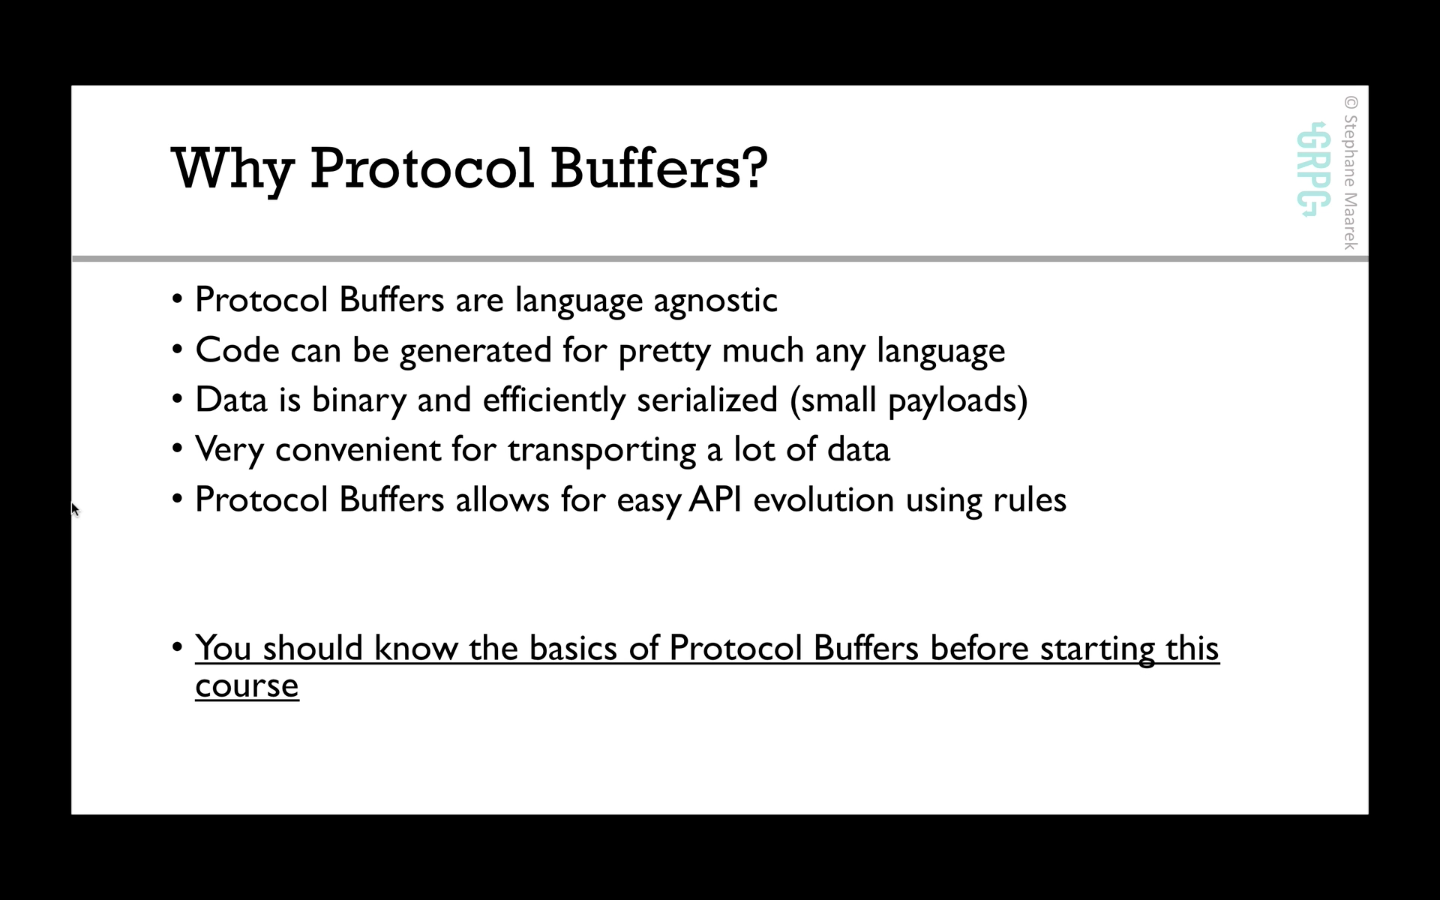 Why Protocol Buffers?
GRPC
© Stephane Maarek
• Protocol Buffers are language agnostic
• Code can be generated for pretty much any language
• Data is binary and efficiently serialized (small payloads)
• Very convenient for transporting a lot of data
• Protocol Buffers allows for easy API evolution using rules
• You should know the basics of Protocol Buffers before starting this
course